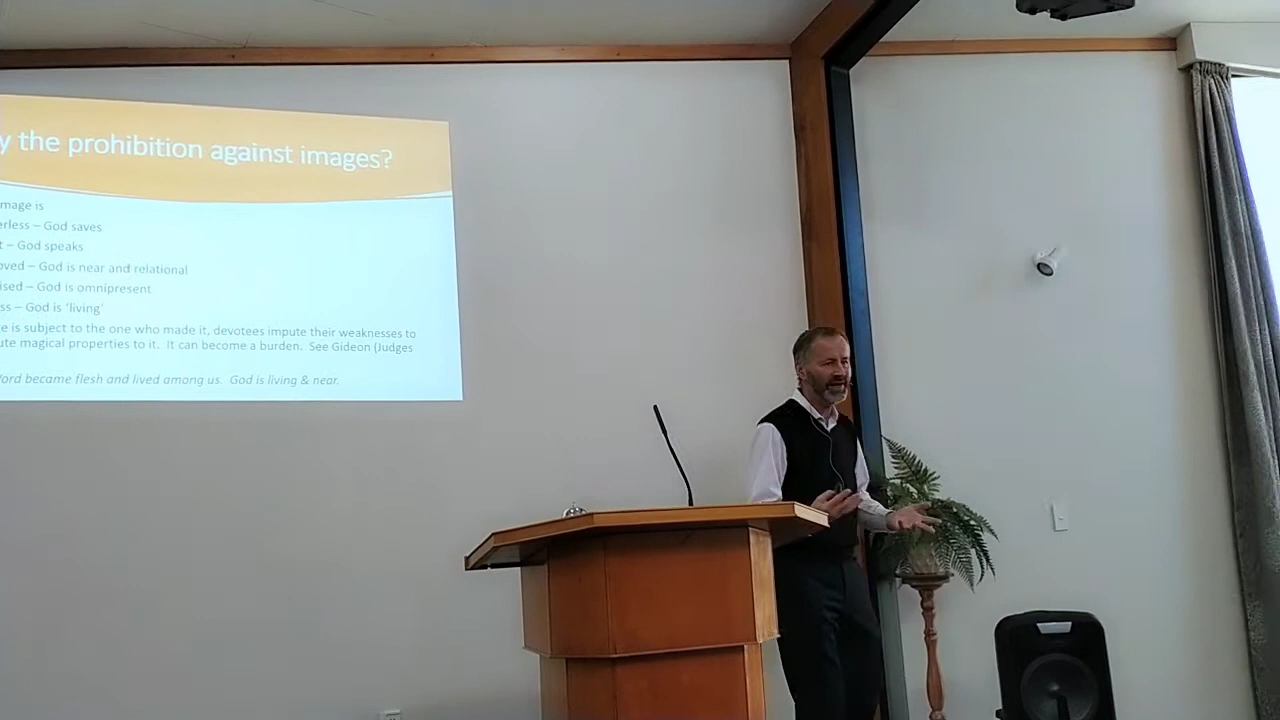 y the prohibition against images?
mage is
erless – God saves
t – God speaks
oved – God is near and relational
ised – God is omnipresent
ss – God is 'living'
e is subject to the one who made it, devotees impute their weaknesses to
ute magical properties to it. It can become a burden. See Gideon (Judges
Word became flesh and lived among us. God is living & near.